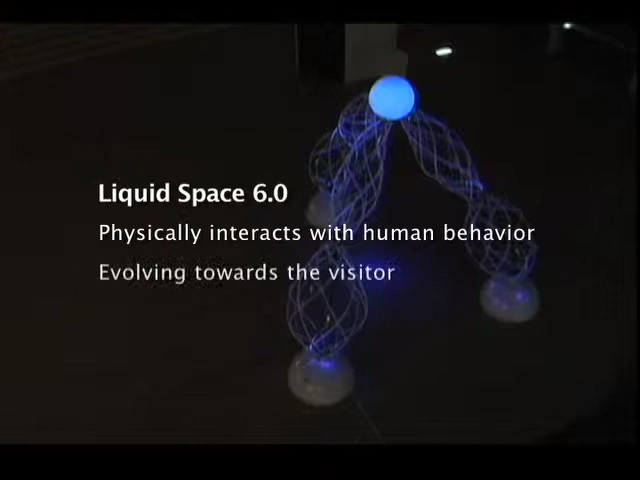 Liquid Space 6.0
Physically interacts with human behavior
Evolving towards the visitor